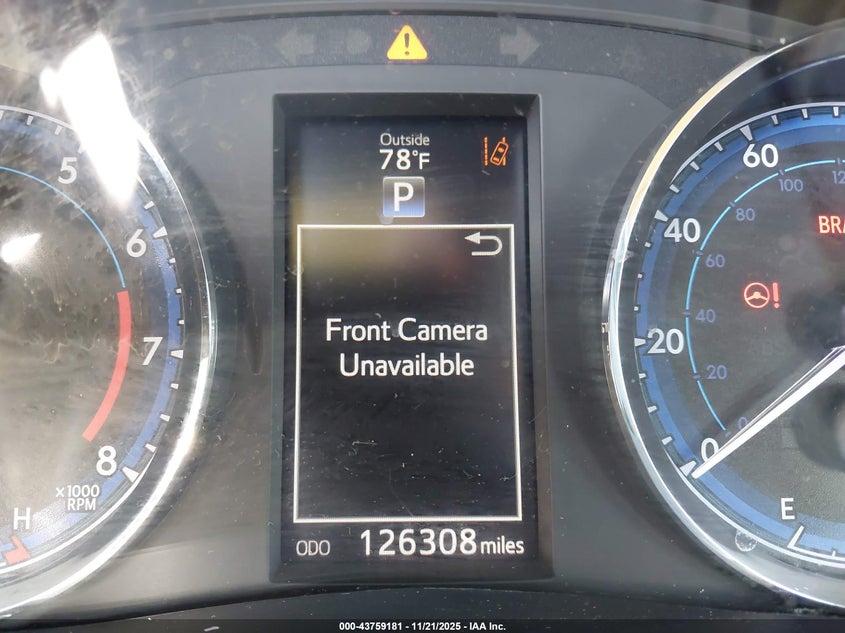 Outside
78°F
P
Front Camera
Unavailable
ODO 126308 miles
5
6
7
8
x1000
RPM
H
60
40
20
0
100
80
60
40
20
0
BRA
!
E
000-43759181 - 11/21/2025 - IAA Inc.